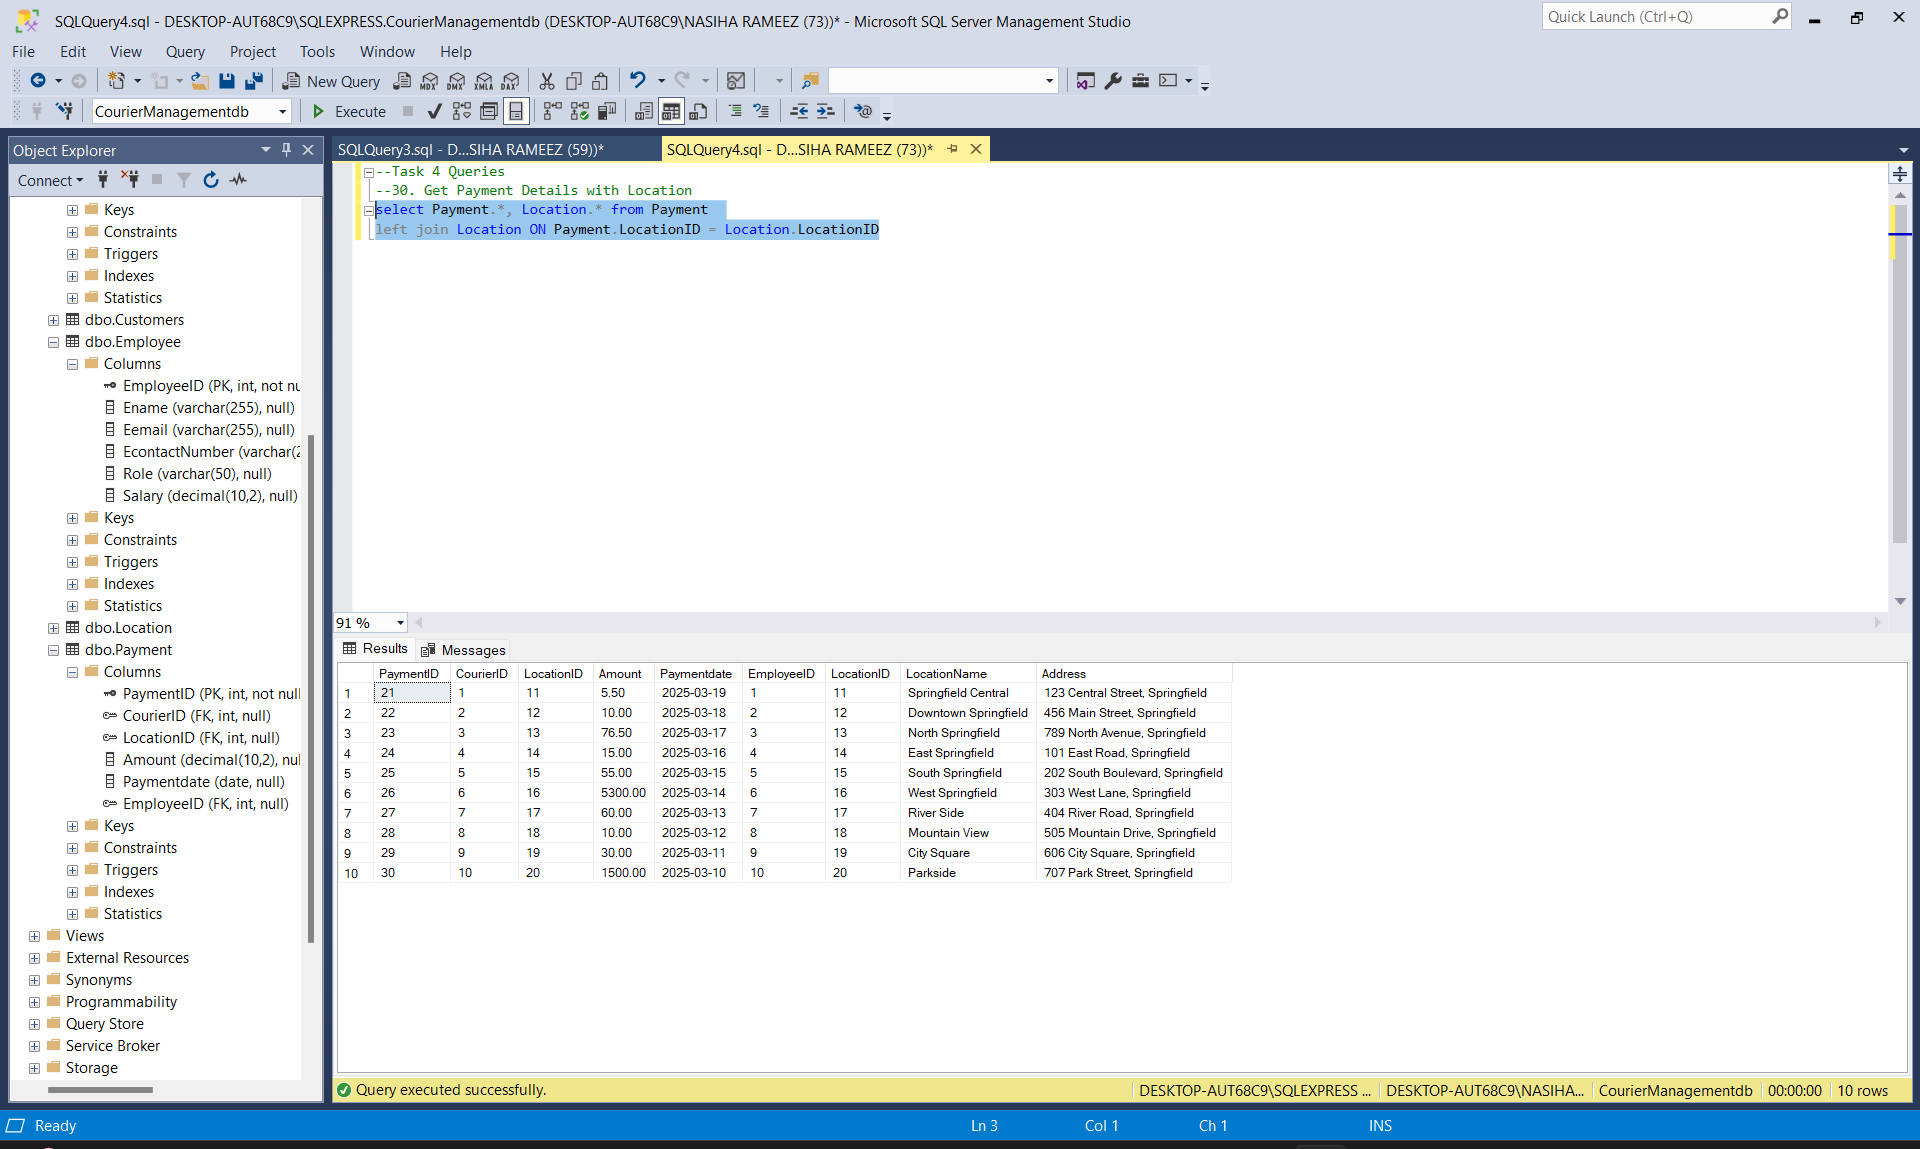 SQLQuery4.sql - DESKTOP-AUT68C9\SQLEXPRESS.CourierManagementdb (DESKTOP-AUT68C9\NASIHA RAMEEZ (73))* - Microsoft SQL Server Management Studio
Quick Launch (Ctrl+Q)
File Edit View Query Project Tools Window Help
New Query MDX DMX XMLA DAX
CourierManagementdb Execute
Object Explorer
Connect
Keys
Constraints
Triggers
Indexes
Statistics
dbo.Customers
dbo.Employee
Columns
EmployeeID (PK, int, not nu
Ename (varchar(255), null)
Eemail (varchar(255), null)
EcontactNumber (varchar(2
Role (varchar(50), null)
Salary (decimal(10,2), null)
Keys
Constraints
Triggers
Indexes
Statistics
dbo.Location
dbo.Payment
Columns
PaymentID (PK, int, not null
CourierID (FK, int, null)
LocationID (FK, int, null)
Amount (decimal(10,2), nul
Paymentdate (date, null)
EmployeeID (FK, int, null)
Keys
Constraints
Triggers
Indexes
Statistics
Views
External Resources
Synonyms
Programmability
Query Store
Service Broker
Storage
SQLQuery3.sql - D...SIHA RAMEEZ (59))* SQLQuery4.sql - D...SIHA RAMEEZ (73))*
--Task 4 Queries
--30. Get Payment Details with Location
select Payment.*, Location.* from Payment
left join Location ON Payment.LocationID = Location.LocationID
91 %
Results Messages
PaymentID CourierID LocationID Amount Paymentdate EmployeeID LocationID LocationName Address
1 21 1 11 5.50 2025-03-19 1 11 Springfield Central 123 Central Street, Springfield
2 22 2 12 10.00 2025-03-18 2 12 Downtown Springfield 456 Main Street, Springfield
3 23 3 13 76.50 2025-03-17 3 13 North Springfield 789 North Avenue, Springfield
4 24 4 14 15.00 2025-03-16 4 14 East Springfield 101 East Road, Springfield
5 25 5 15 55.00 2025-03-15 5 15 South Springfield 202 South Boulevard, Springfield
6 26 6 16 5300.00 2025-03-14 6 16 West Springfield 303 West Lane, Springfield
7 27 7 17 60.00 2025-03-13 7 17 River Side 404 River Road, Springfield
8 28 8 18 10.00 2025-03-12 8 18 Mountain View 505 Mountain Drive, Springfield
9 29 9 19 30.00 2025-03-11 9 19 City Square 606 City Square, Springfield
10 30 10 20 1500.00 2025-03-10 10 20 Parkside 707 Park Street, Springfield
Query executed successfully. DESKTOP-AUT68C9\SQLEXPRESS ... DESKTOP-AUT68C9\NASIHA... CourierManagementdb 00:00:00 10 rows
Ready Ln 3 Col 1 Ch 1 INS